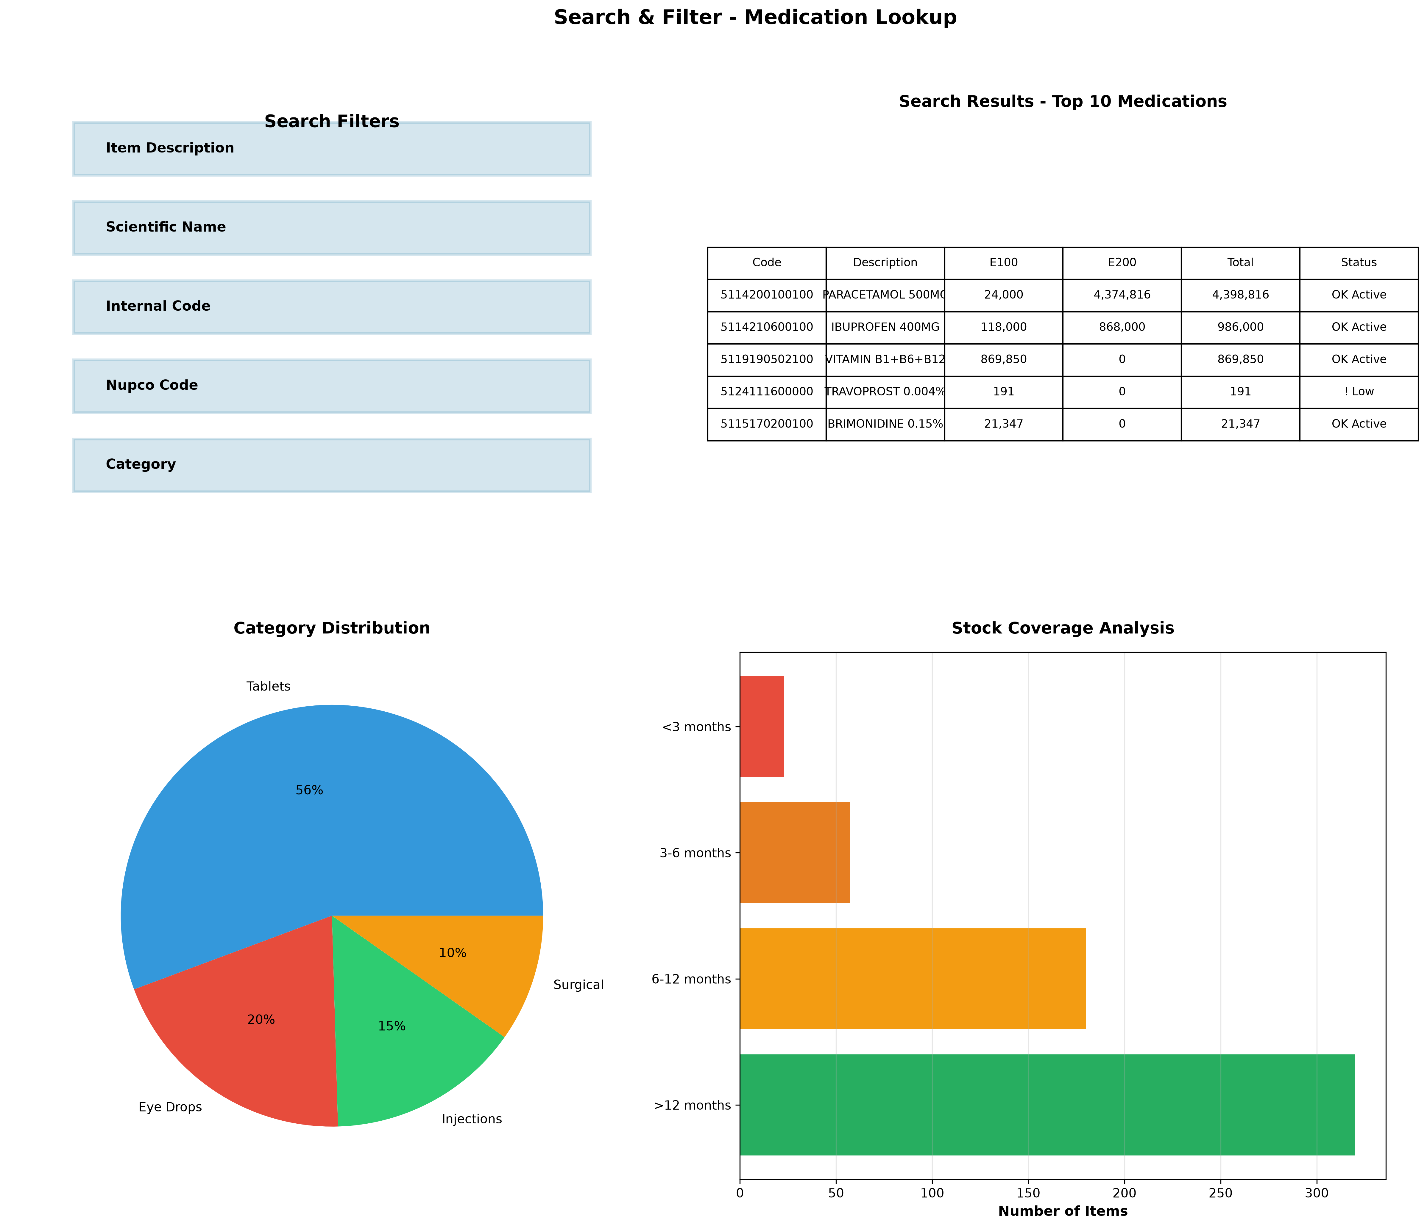 Search & Filter - Medication Lookup
Search Filters
Item Description
Scientific Name
Internal Code
Nupco Code
Category
Search Results - Top 10 Medications
Code Description E100 E200 Total Status
5114200100100 PARACETAMOL 500MG 24,000 4,374,816 4,398,816 OK Active
5114210600100 IBUPROFEN 400MG 118,000 868,000 986,000 OK Active
5119190502100 VITAMIN B1+B6+B12 869,850 0 869,850 OK Active
5124111600000 TRAVOPROST 0.004% 191 0 191 ! Low
5115170200100 BRIMONIDINE 0.15% 21,347 0 21,347 OK Active
Category Distribution
Tablets
56%
10%
Surgical
20%
15%
Eye Drops
Injections
Stock Coverage Analysis
<3 months
3-6 months
6-12 months
>12 months
0 50 100 150 200 250 300
Number of Items